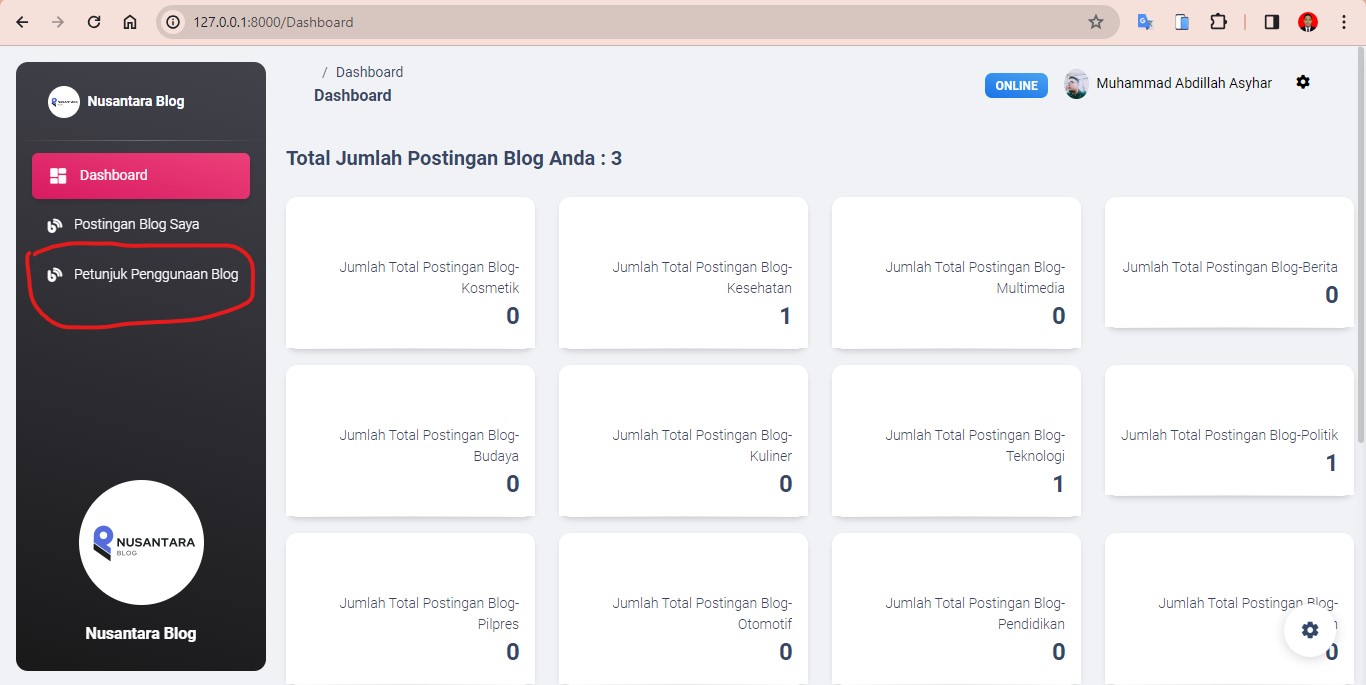 127.0.0.1:8000/Dashboard
Nusantara Blog
Dashboard
Postingan Blog Saya
Petunjuk Penggunaan Blog
NUSANTARA
BLOG
Nusantara Blog
/ Dashboard
Dashboard
ONLINE
Muhammad Abdillah Asyhar
Total Jumlah Postingan Blog Anda : 3
Jumlah Total Postingan Blog-
Kosmetik
0
Jumlah Total Postingan Blog-
Kesehatan
1
Jumlah Total Postingan Blog-
Multimedia
0
Jumlah Total Postingan Blog-Berita
0
Jumlah Total Postingan Blog-
Budaya
0
Jumlah Total Postingan Blog-
Kuliner
0
Jumlah Total Postingan Blog-
Teknologi
1
Jumlah Total Postingan Blog-Politik
1
Jumlah Total Postingan Blog-
Pilpres
0
Jumlah Total Postingan Blog-
Otomotif
0
Jumlah Total Postingan Blog-
Pendidikan
0
Jumlah Total Postingan Blog-
0